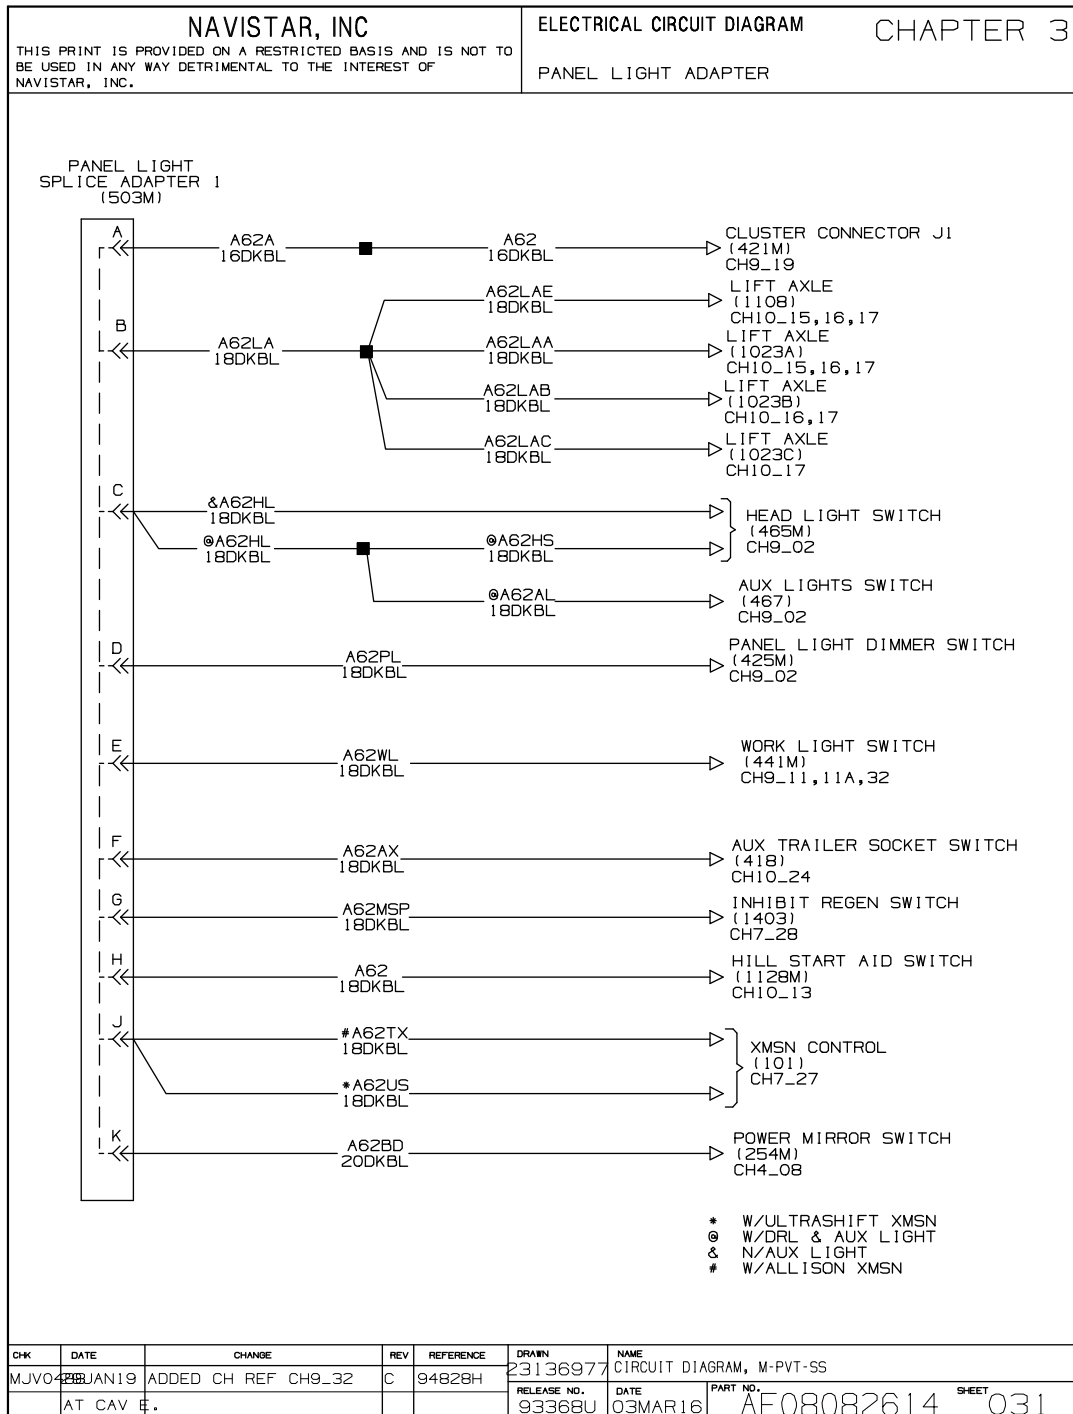 NAVISTAR, INC
THIS PRINT IS PROVIDED ON A RESTRICTED BASIS AND IS NOT TO
BE USED IN ANY WAY DETRIMENTAL TO THE INTEREST OF
NAVISTAR, INC.
ELECTRICAL CIRCUIT DIAGRAM
CHAPTER 3
PANEL LIGHT ADAPTER
PANEL LIGHT
SPLICE ADAPTER 1
(503M)
A
A62A
16DKBL
A62
16DKBL
CLUSTER CONNECTOR J1
(421M)
CH9_19
A62LAE
18DKBL
LIFT AXLE
(1108)
CH10_15,16,17
B
A62LA
18DKBL
A62LAA
18DKBL
LIFT AXLE
(1023A)
CH10_15,16,17
A62LAB
18DKBL
LIFT AXLE
(1023B)
CH10_16,17
A62LAC
18DKBL
LIFT AXLE
(1023C)
CH10_17
C
&A62HL
18DKBL
@A62HL
18DKBL
@A62HS
18DKBL
HEAD LIGHT SWITCH
(465M)
CH9_02
@A62AL
18DKBL
AUX LIGHTS SWITCH
(467)
CH9_02
D
A62PL
18DKBL
PANEL LIGHT DIMMER SWITCH
(425M)
CH9_02
E
A62WL
18DKBL
WORK LIGHT SWITCH
(441M)
CH9_11,11A,32
F
A62AX
18DKBL
AUX TRAILER SOCKET SWITCH
(418)
CH10_24
G
A62MSP
18DKBL
INHIBIT REGEN SWITCH
(1403)
CH7_28
H
A62
18DKBL
HILL START AID SWITCH
(1128M)
CH10_13
J
#A62TX
18DKBL
*A62US
18DKBL
XMSN CONTROL
(101)
CH7_27
K
A62BD
20DKBL
POWER MIRROR SWITCH
(254M)
CH4_08
* W/ULTRASHIFT XMSN
@ W/DRL & AUX LIGHT
& N/AUX LIGHT
# W/ALLISON XMSN
CHK DATE CHANGE REV REFERENCE
ADDED CH REF CH9_32 C 94828H
AT CAV E.
DRAWN
23136977
NAME
CIRCUIT DIAGRAM, M-PVT-SS
RELEASE NO.
93368U
DATE
03MAR16
PART NO.
AF08082614
SHEET
031